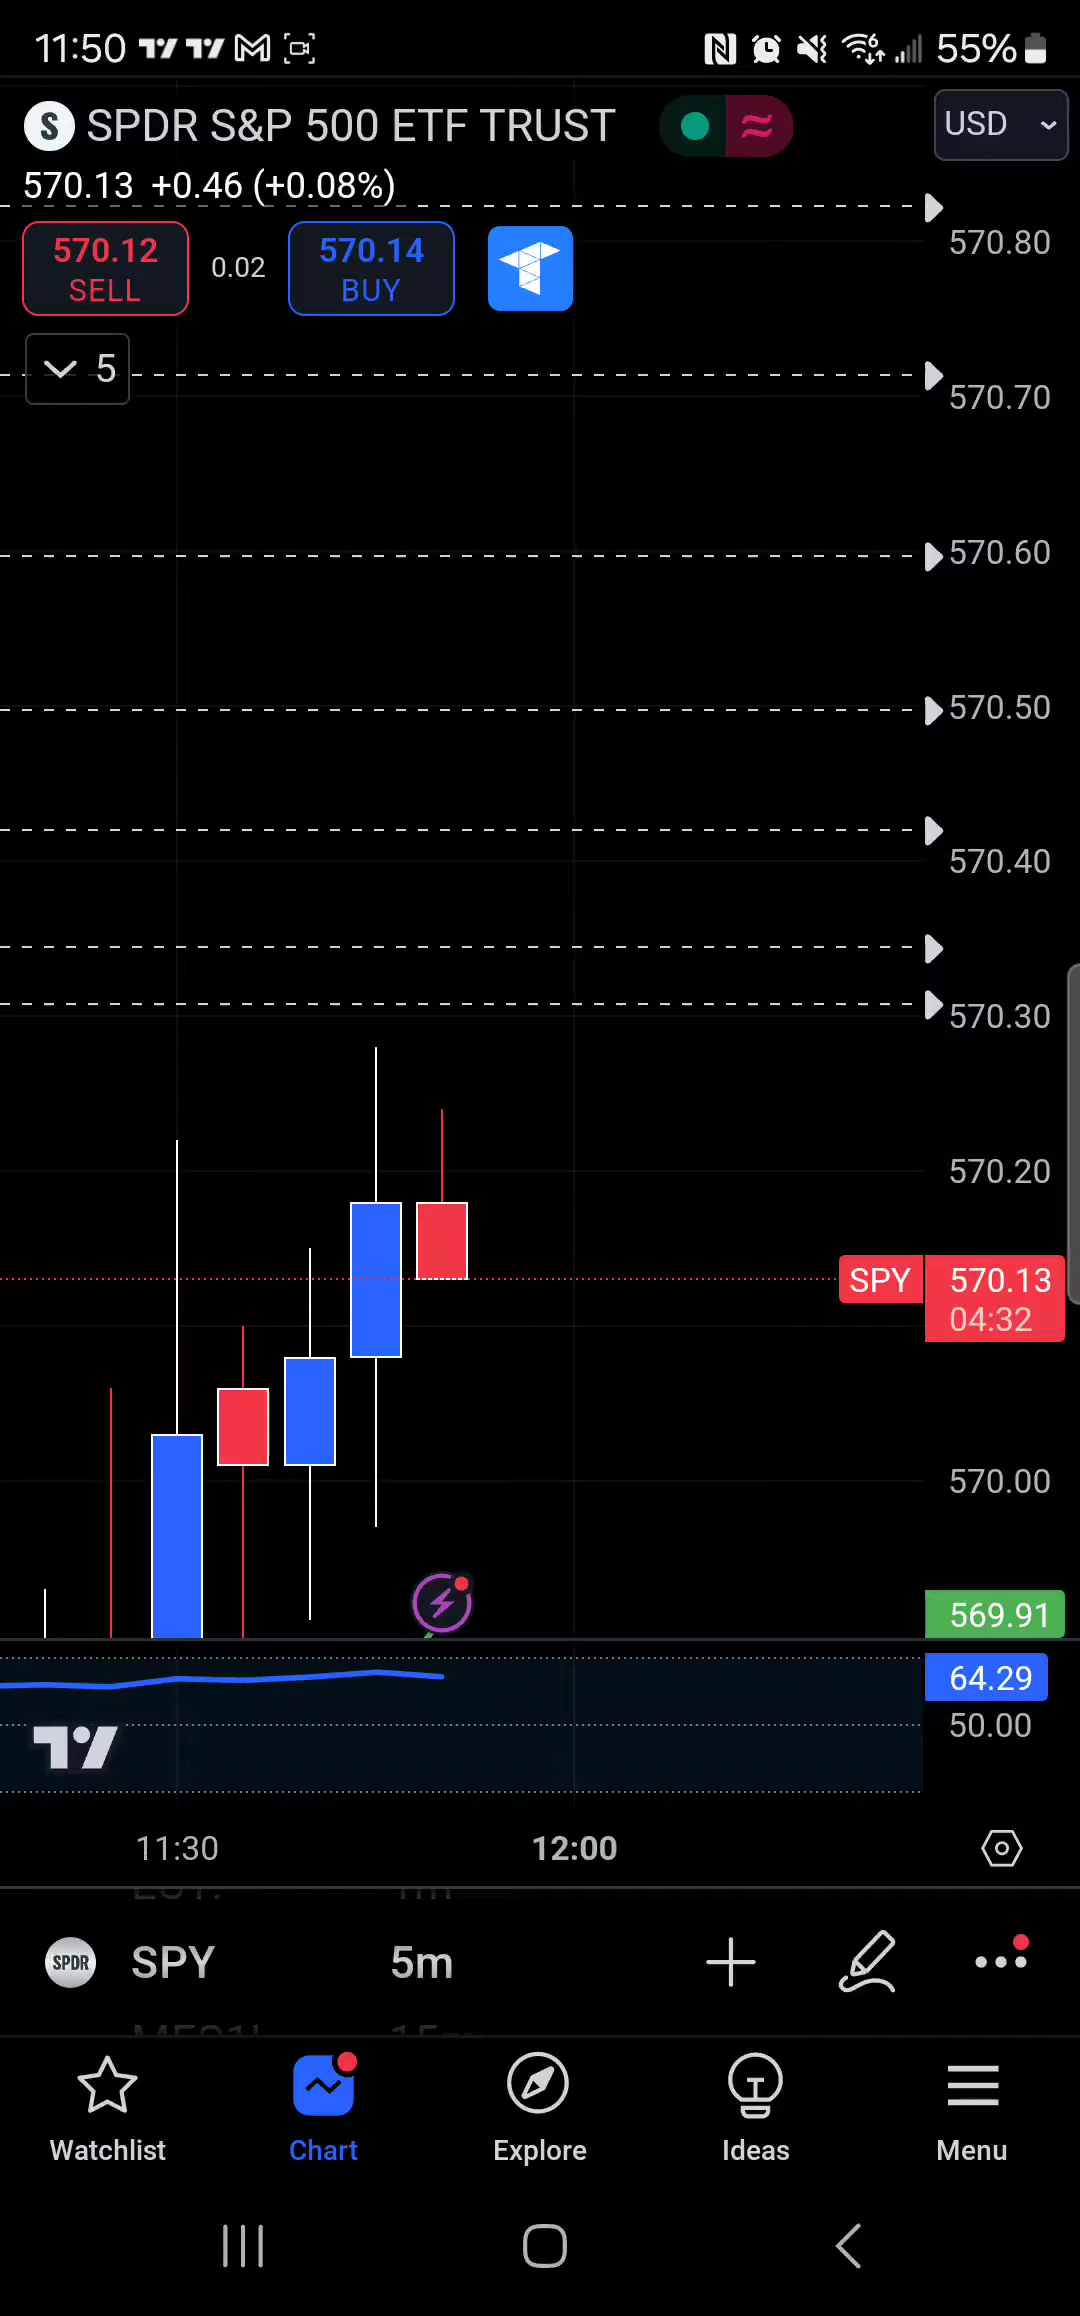 11:50
55%
SPDR S&P 500 ETF TRUST
USD
570.13 +0.46 (+0.08%)
570.12
SELL
0.02
570.14
BUY
5
570.80
570.70
570.60
570.50
570.40
570.30
570.20
SPY
570.13
04:32
570.00
569.91
64.29
50.00
11:30
12:00
SPDR
SPY
5m
Watchlist
Chart
Explore
Ideas
Menu